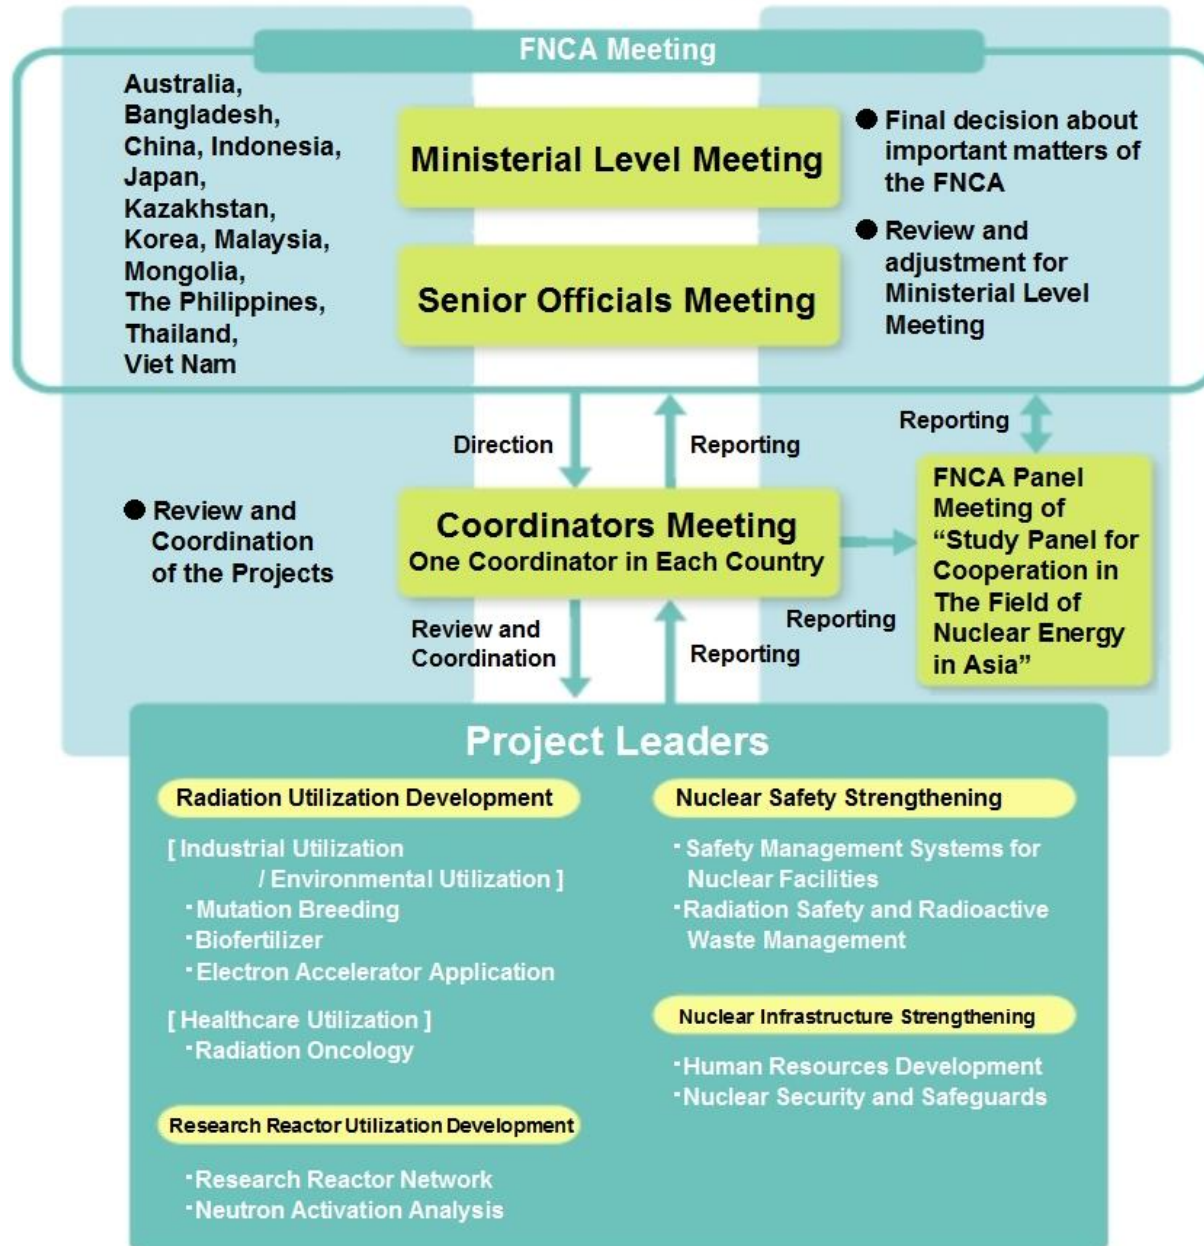 FNCA Meeting
Australia,
Bangladesh,
China, Indonesia,
Japan,
Kazakhstan,
Korea, Malaysia,
Mongolia,
The Philippines,
Thailand,
Viet Nam
Ministerial Level Meeting
Senior Officials Meeting
● Final decision about
important matters of
the FNCA
● Review and
adjustment for
Ministerial Level
Meeting
Direction
Reporting
Reporting
● Review and
Coordination
of the Projects
Coordinators Meeting
One Coordinator in Each Country
FNCA Panel
Meeting of
“Study Panel for
Cooperation in
The Field of
Nuclear Energy
in Asia”
Reporting
Review and
Coordination
Reporting
Project Leaders
Radiation Utilization Development
[ Industrial Utilization
/ Environmental Utilization ]
・Mutation Breeding
・Biofertilizer
・Electron Accelerator Application
[ Healthcare Utilization ]
・Radiation Oncology
Research Reactor Utilization Development
・Research Reactor Network
・Neutron Activation Analysis
Nuclear Safety Strengthening
・Safety Management Systems for
Nuclear Facilities
・Radiation Safety and Radioactive
Waste Management
Nuclear Infrastructure Strengthening
・Human Resources Development
・Nuclear Security and Safeguards